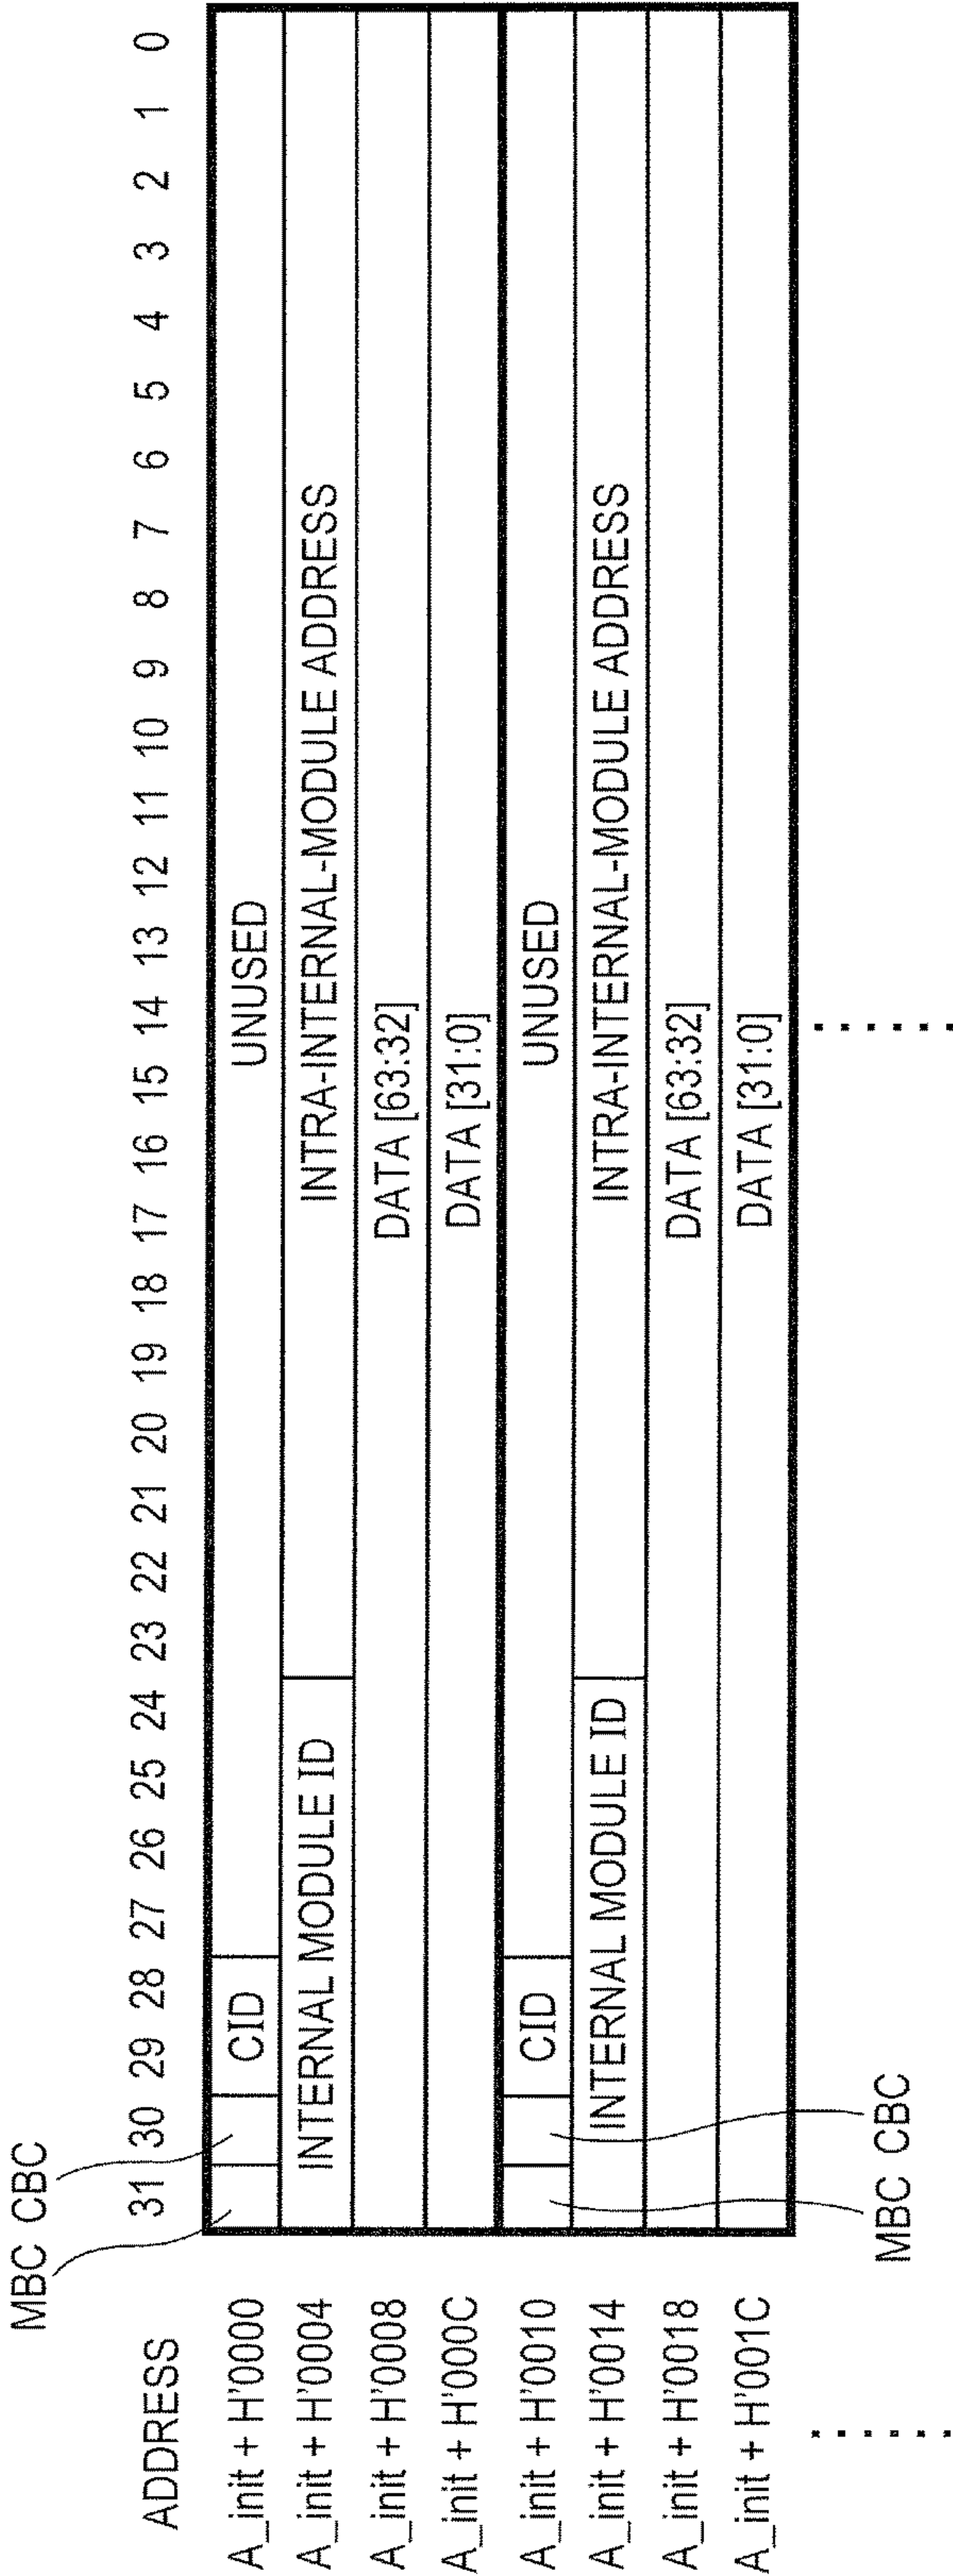 MBC CBC
ADDRESS 31 30 29 28 27 26 25 24 23 22 21 20 19 18 17 16 15 14 13 12 11 10 9 8 7 6 5 4 3 2 1 0
A_init + H'0000 CID UNUSED
A_init + H'0004 INTERNAL MODULE ID INTRA-INTERNAL-MODULE ADDRESS
A_init + H'0008 DATA [63:32]
A_init + H'000C DATA [31:0]
A_init + H'0010 CID UNUSED
A_init + H'0014 INTERNAL MODULE ID INTRA-INTERNAL-MODULE ADDRESS
A_init + H'0018 DATA [63:32]
A_init + H'001C DATA [31:0]
MBC CBC